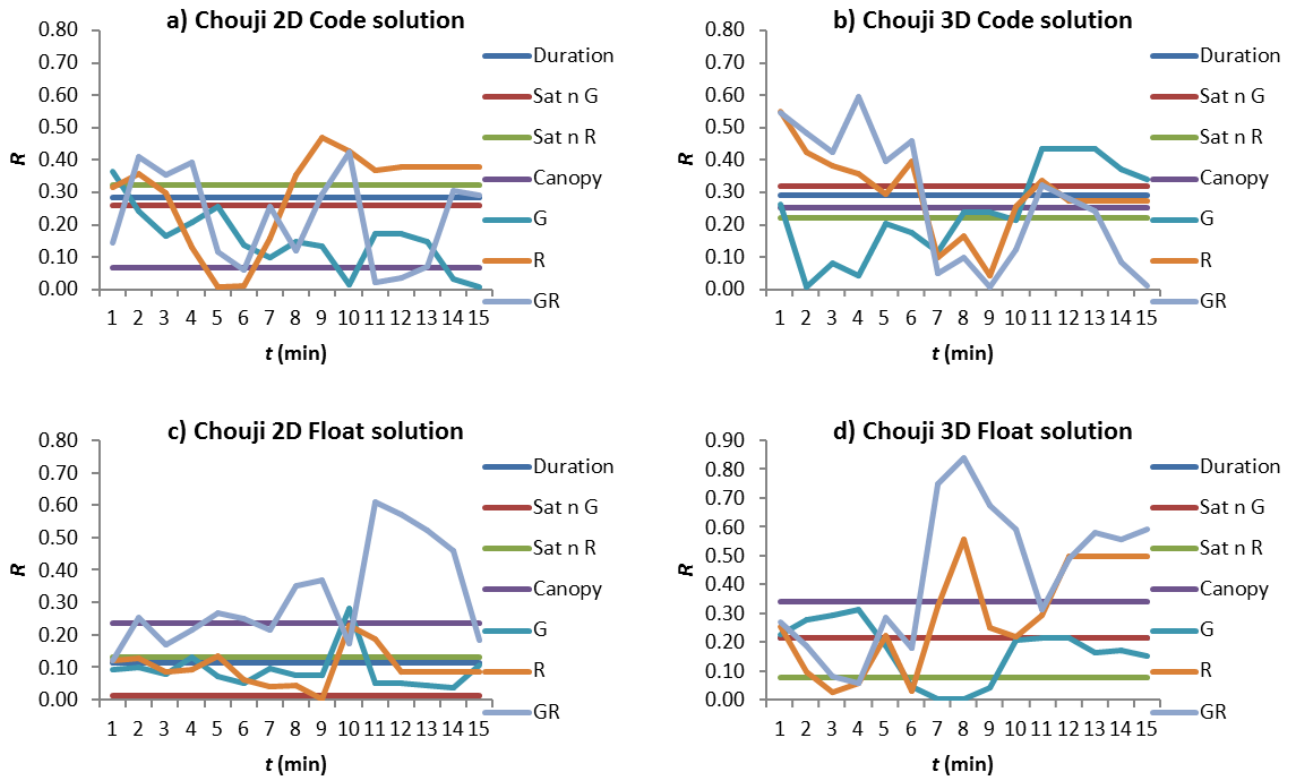 a) Chouji 2D Code solution
0.80
0.70
0.60
0.50
0.40
0.30
0.20
0.10
0.00
R
1 2 3 4 5 6 7 8 9 10 11 12 13 14 15
t (min)
Duration
Sat n G
Sat n R
Canopy
G
R
GR
b) Chouji 3D Code solution
0.80
0.70
0.60
0.50
0.40
0.30
0.20
0.10
0.00
R
1 2 3 4 5 6 7 8 9 10 11 12 13 14 15
t (min)
Duration
Sat n G
Sat n R
Canopy
G
R
GR
c) Chouji 2D Float solution
0.80
0.70
0.60
0.50
0.40
0.30
0.20
0.10
0.00
R
1 2 3 4 5 6 7 8 9 10 11 12 13 14 15
t (min)
Duration
Sat n G
Sat n R
Canopy
G
R
GR
d) Chouji 3D Float solution
0.90
0.80
0.70
0.60
0.50
0.40
0.30
0.20
0.10
0.00
R
1 2 3 4 5 6 7 8 9 10 11 12 13 14 15
t (min)
Duration
Sat n G
Sat n R
Canopy
G
R
GR